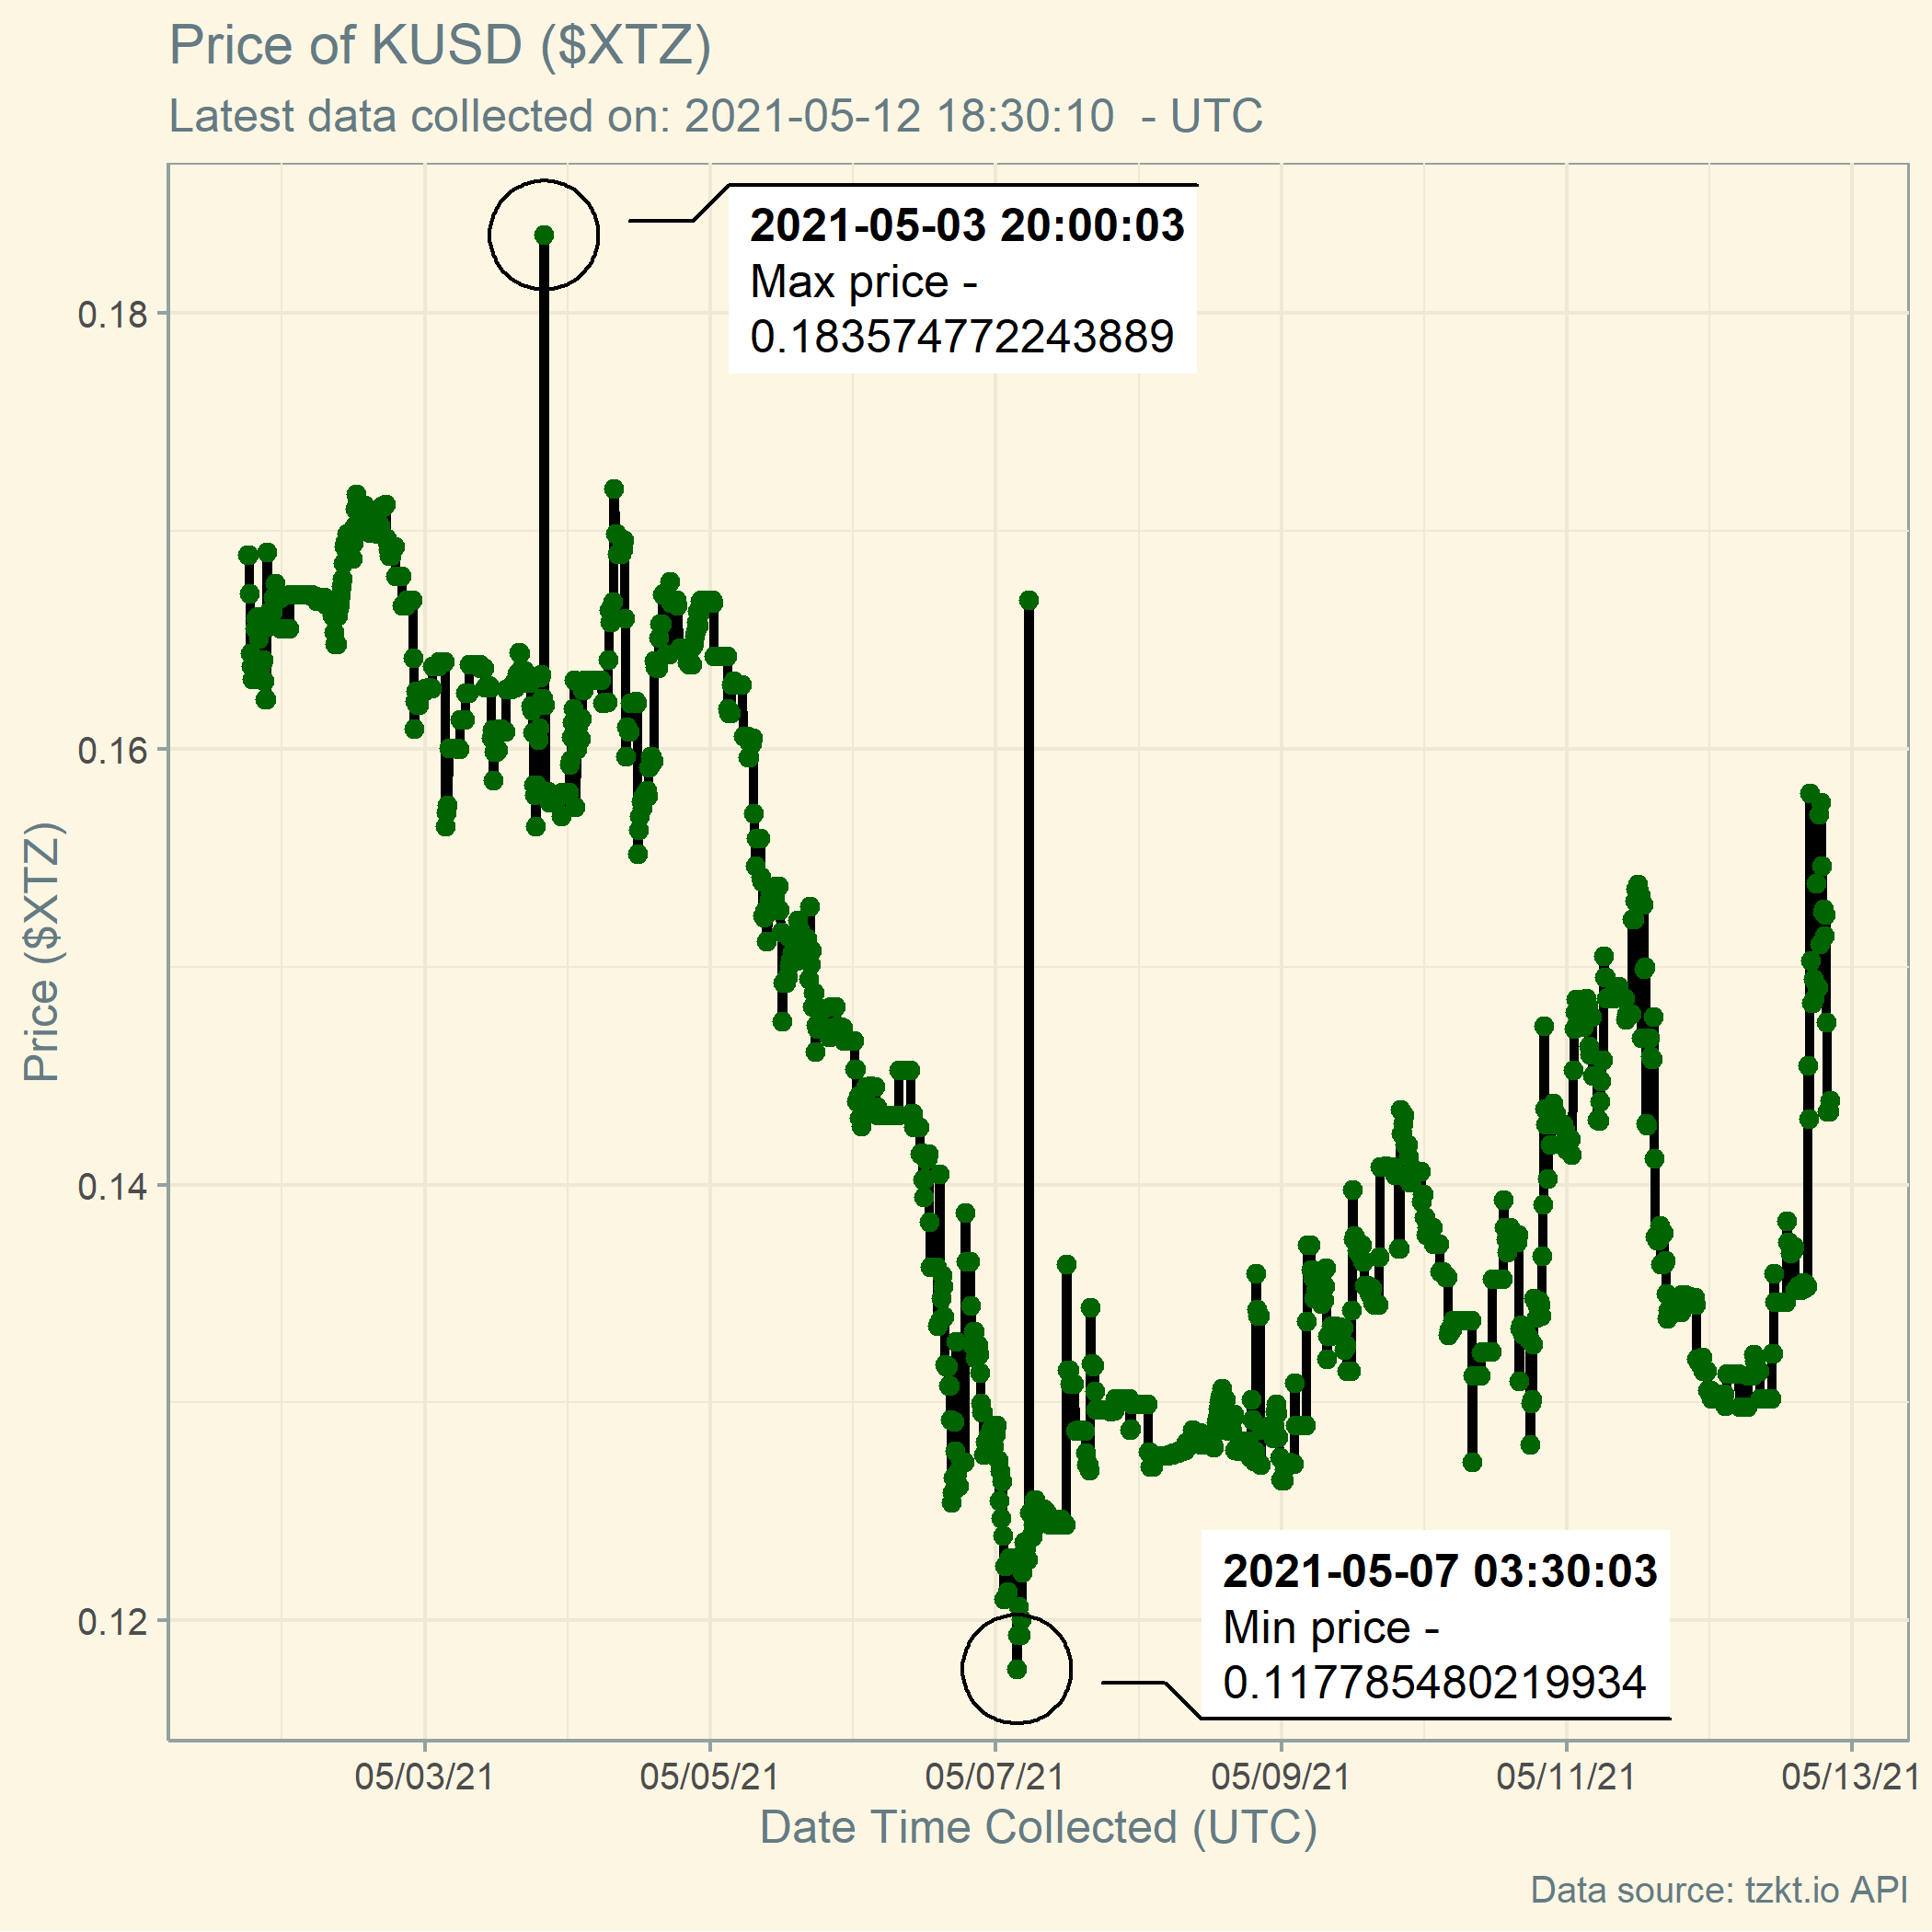 Price of KUSD ($XTZ)
Latest data collected on: 2021-05-12 18:30:10  - UTC
2021-05-03 20:00:03
Max price -
0.183574772243889
0.18
0.16
0.14
0.12
Price ($XTZ)
2021-05-07 03:30:03
Min price -
0.117785480219934
05/03/21
05/05/21
05/07/21
05/09/21
05/11/21
05/13/21
Date Time Collected (UTC)
Data source: tzkt.io API